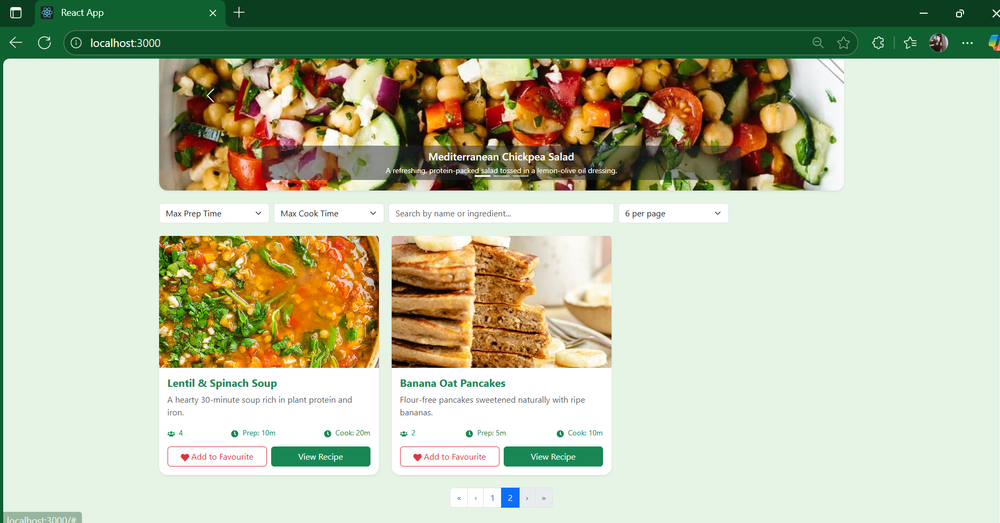 React App
localhost:3000
Mediterranean Chickpea Salad
A refreshing, protein-packed salad tossed in a lemon-olive oil dressing.
Max Prep Time
Max Cook Time
Search by name or ingredient...
6 per page
Lentil & Spinach Soup
A hearty 30-minute soup rich in plant protein and
iron.
4
Prep: 10m
Cook: 20m
Add to Favourite
View Recipe
Banana Oat Pancakes
Flour-free pancakes sweetened naturally with ripe
bananas.
2
Prep: 5m
Cook: 10m
Add to Favourite
View Recipe
« ‹ 1 2 › »
localhost:3000/#